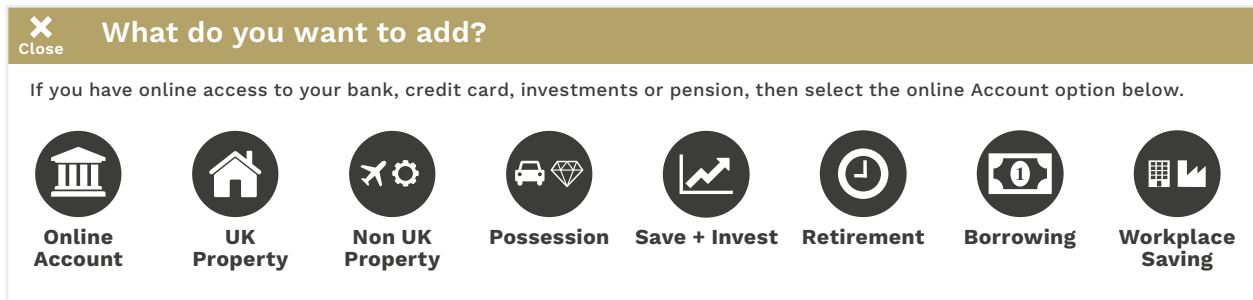 What do you want to add?
Close
If you have online access to your bank, credit card, investments or pension, then select the online Account option below.
1
Online
Account
UK
Property
Non UK
Property
Possession
Save + Invest
Retirement
Borrowing
Workplace
Saving